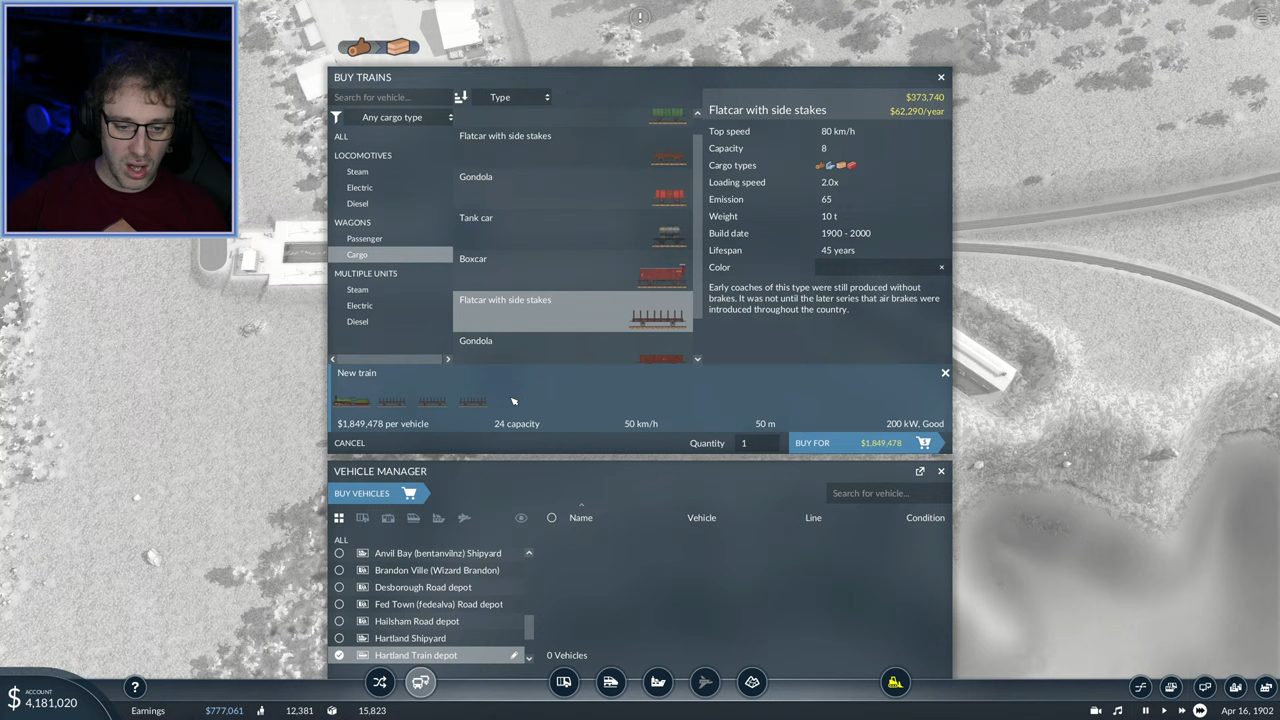 BUY TRAINS
Search for vehicle...
Type
Any cargo type
ALL
LOCOMOTIVES
Steam
Electric
Diesel
WAGONS
Passenger
Cargo
MULTIPLE UNITS
Steam
Electric
Diesel
Flatcar with side stakes
Gondola
Tank car
Boxcar
Flatcar with side stakes
Gondola
$373,740
Flatcar with side stakes
$62,290/year
Top speed 80 km/h
Capacity 8
Cargo types
Loading speed 2.0x
Emission 65
Weight 10 t
Build date 1900 - 2000
Lifespan 45 years
Color
Early coaches of this type were still produced without
brakes. It was not until the later series that air brakes were
introduced throughout the country.
New train
$1,849,478 per vehicle 24 capacity 50 km/h 50 m 200 kW, Good
CANCEL Quantity 1 BUY FOR $1,849,478
VEHICLE MANAGER
BUY VEHICLES
Search for vehicle...
Name Vehicle Line Condition
ALL
Anvil Bay (bentanvilnz) Shipyard
Brandon Ville (Wizard Brandon)
Desborough Road depot
Fed Town (fedealva) Road depot
Hailsham Road depot
Hartland Shipyard
Hartland Train depot
0 Vehicles
$ ACCOUNT
4,181,020
?
Earnings $777,061 12,381 15,823
Apr 16, 1902